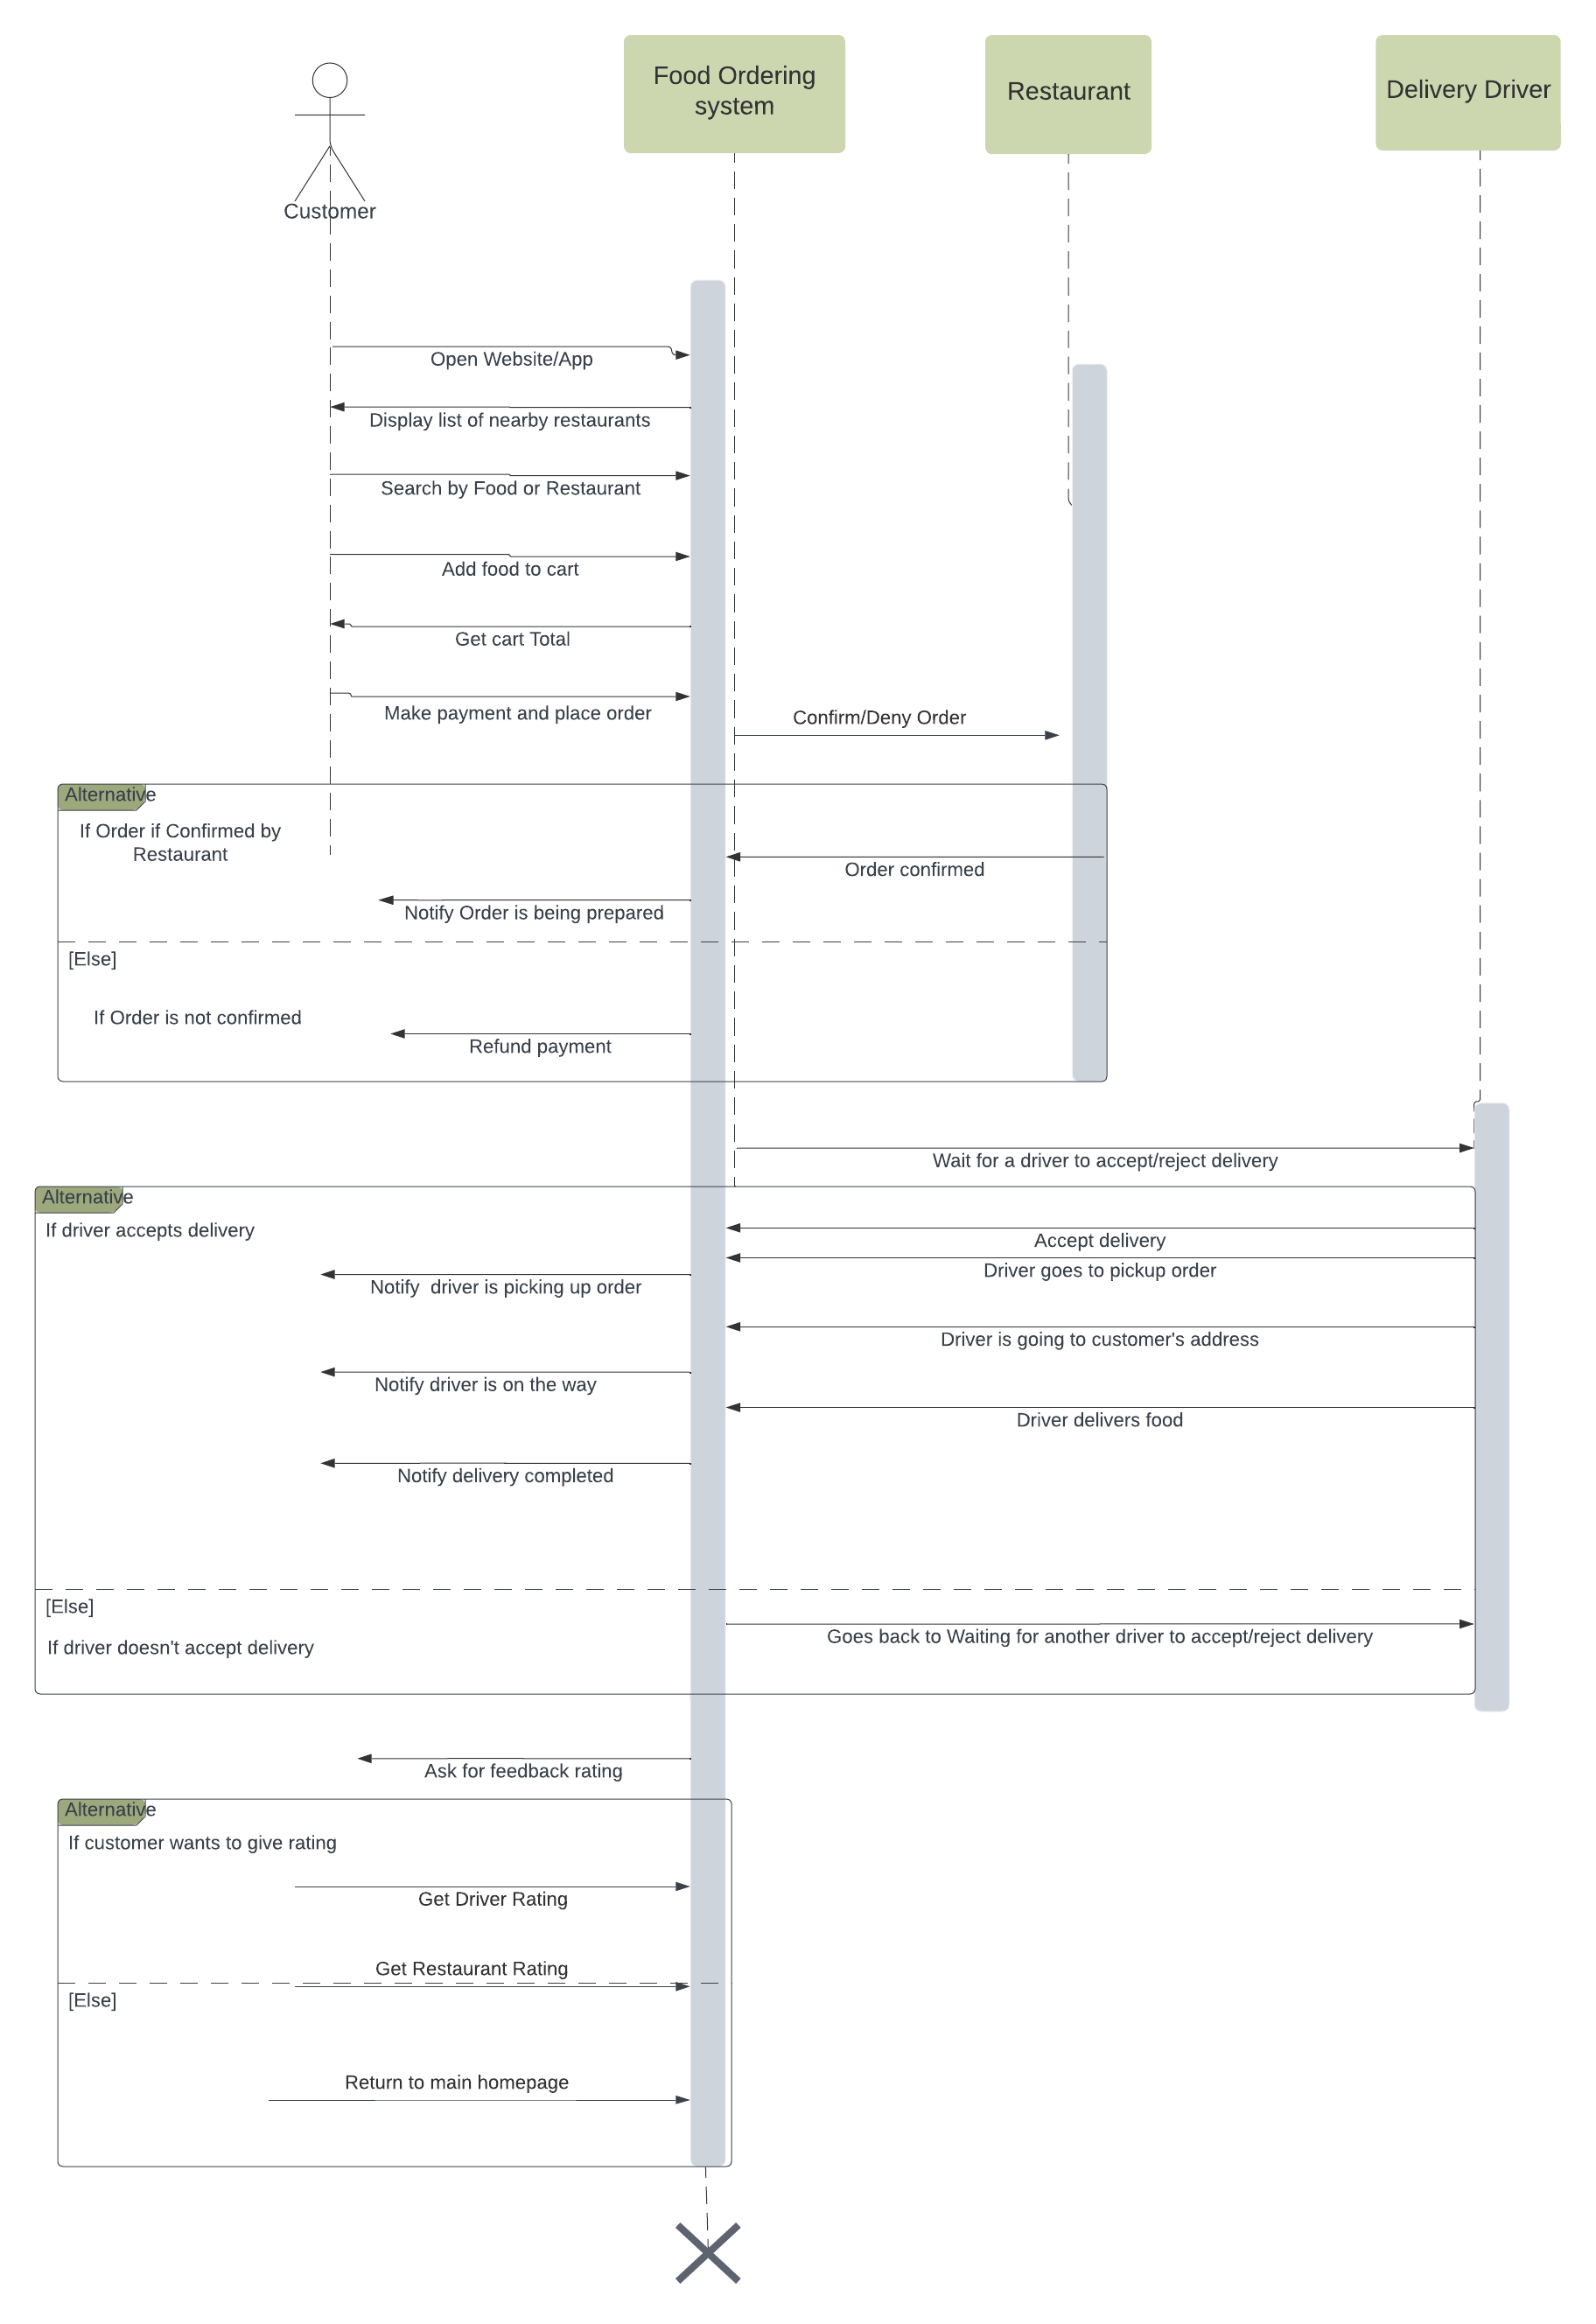 Food Ordering
system
Restaurant
Delivery Driver
Customer
Open Website/App
Display list of nearby restaurants
Search by Food or Restaurant
Add food to cart
Get cart Total
Make payment and place order
Confirm/Deny Order
Alternative
If Order if Confirmed by
Restaurant
Order confirmed
Notify Order is being prepared
[Else]
If Order is not confirmed
Refund payment
Wait for a driver to accept/reject delivery
Alternative
If driver accepts delivery
Accept delivery
Driver goes to pickup order
Notify  driver is picking up order
Driver is going to customer's address
Notify driver is on the way
Driver delivers food
Notify delivery completed
[Else]
Goes back to Waiting for another driver to accept/reject delivery
If driver doesn't accept delivery
Ask for feedback rating
Alternative
If customer wants to give rating
Get Driver Rating
Get Restaurant Rating
[Else]
Return to main homepage